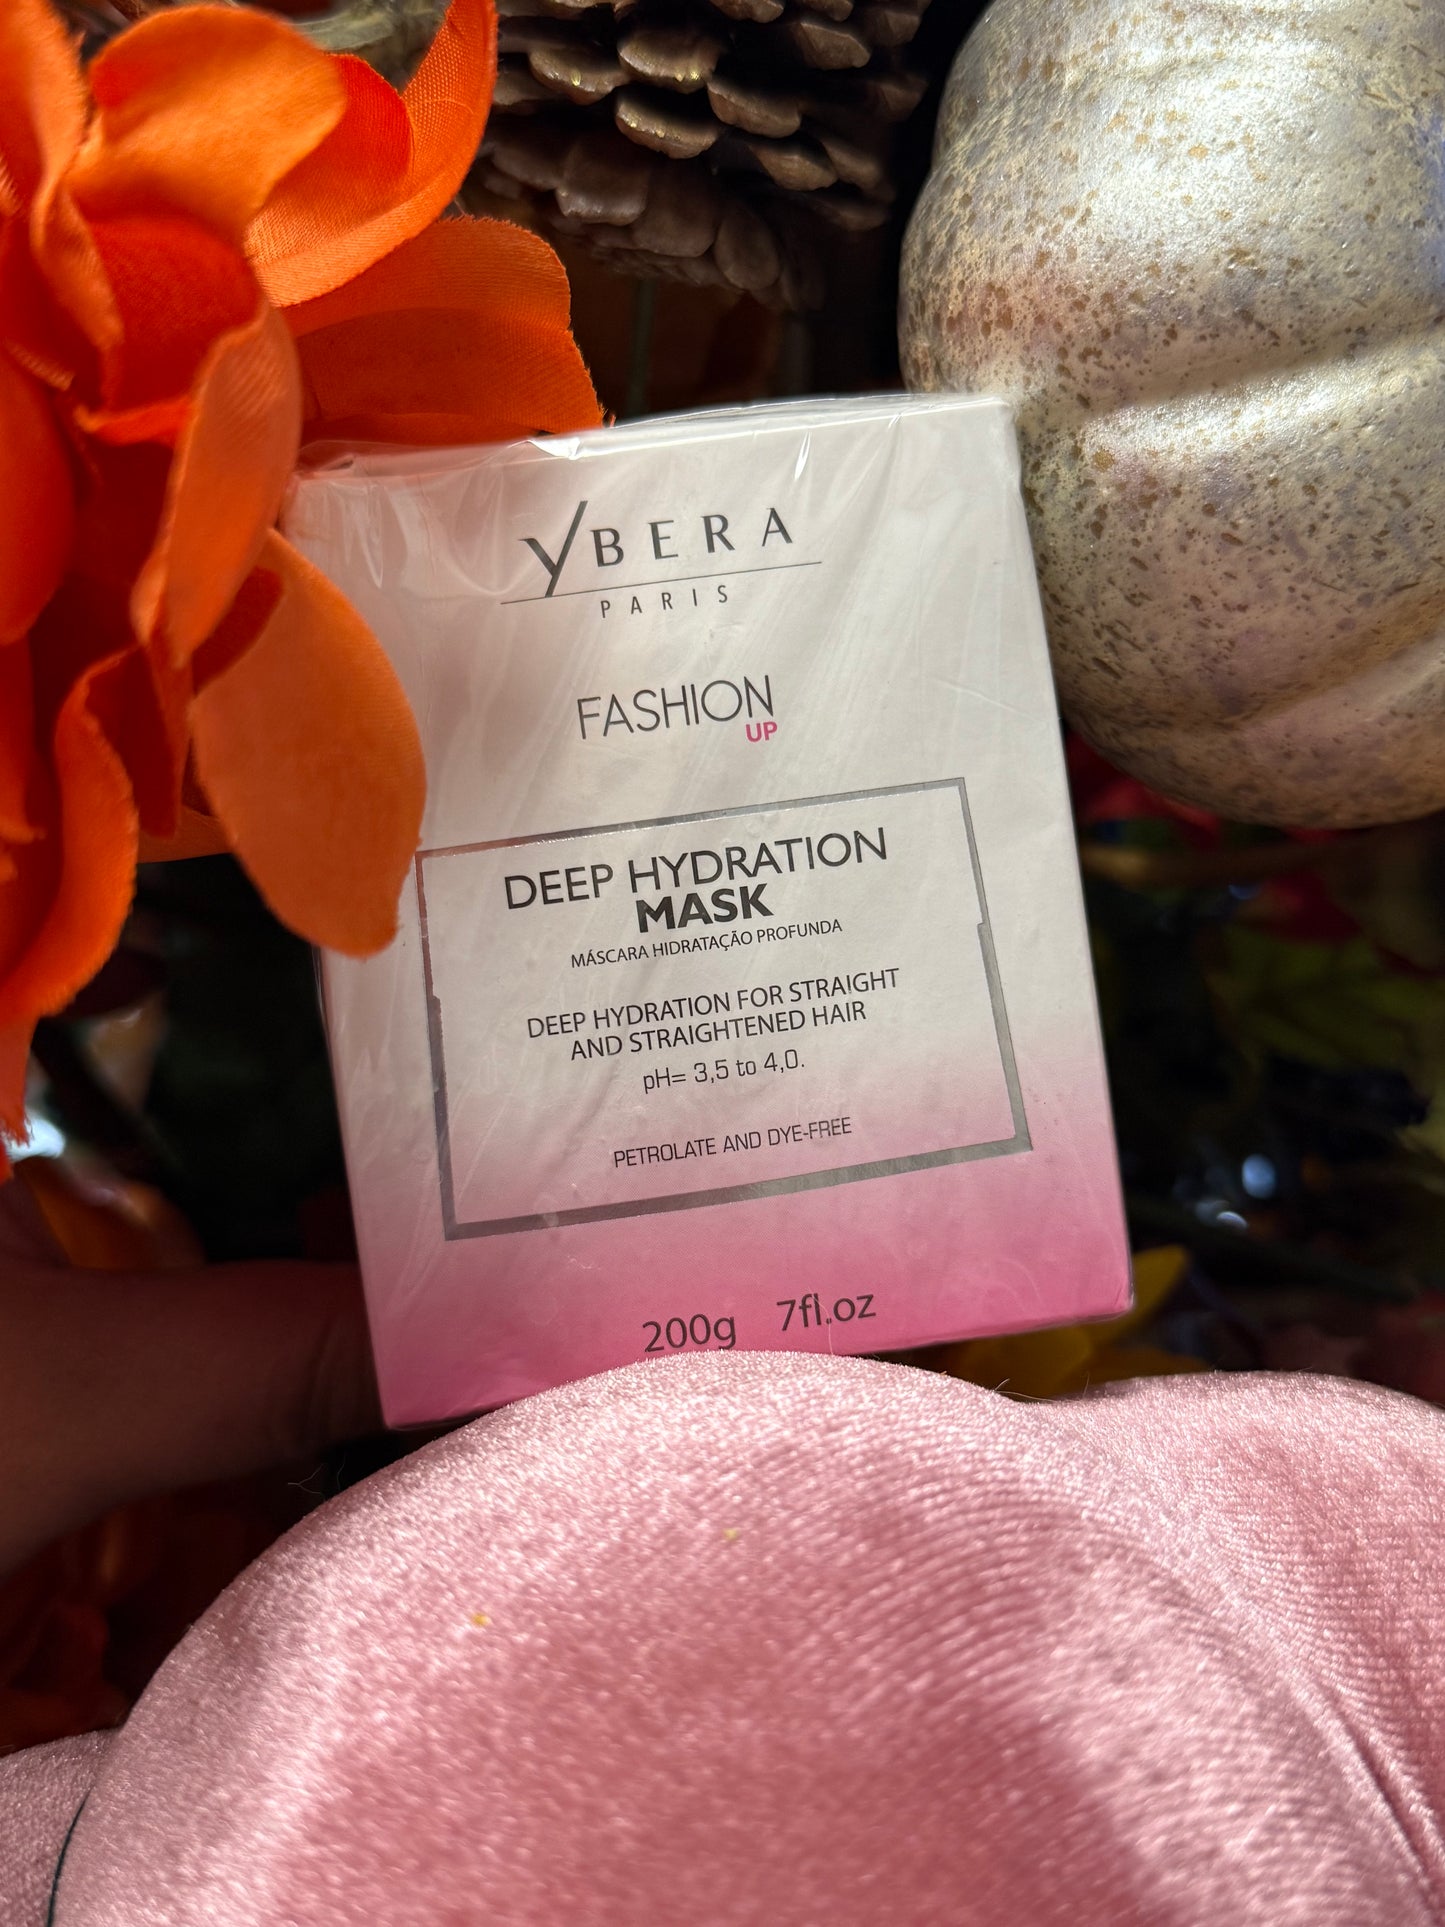 YBERA
PARIS
FASHION
UP
DEEP HYDRATION
MASK
MÁSCARA HIDRATAÇÃO PROFUNDA
DEEP HYDRATION FOR STRAIGHT
AND STRAIGHTENED HAIR
pH= 3,5 to 4,0.
PETROLATE AND DYE-FREE
200g 7fl.oz